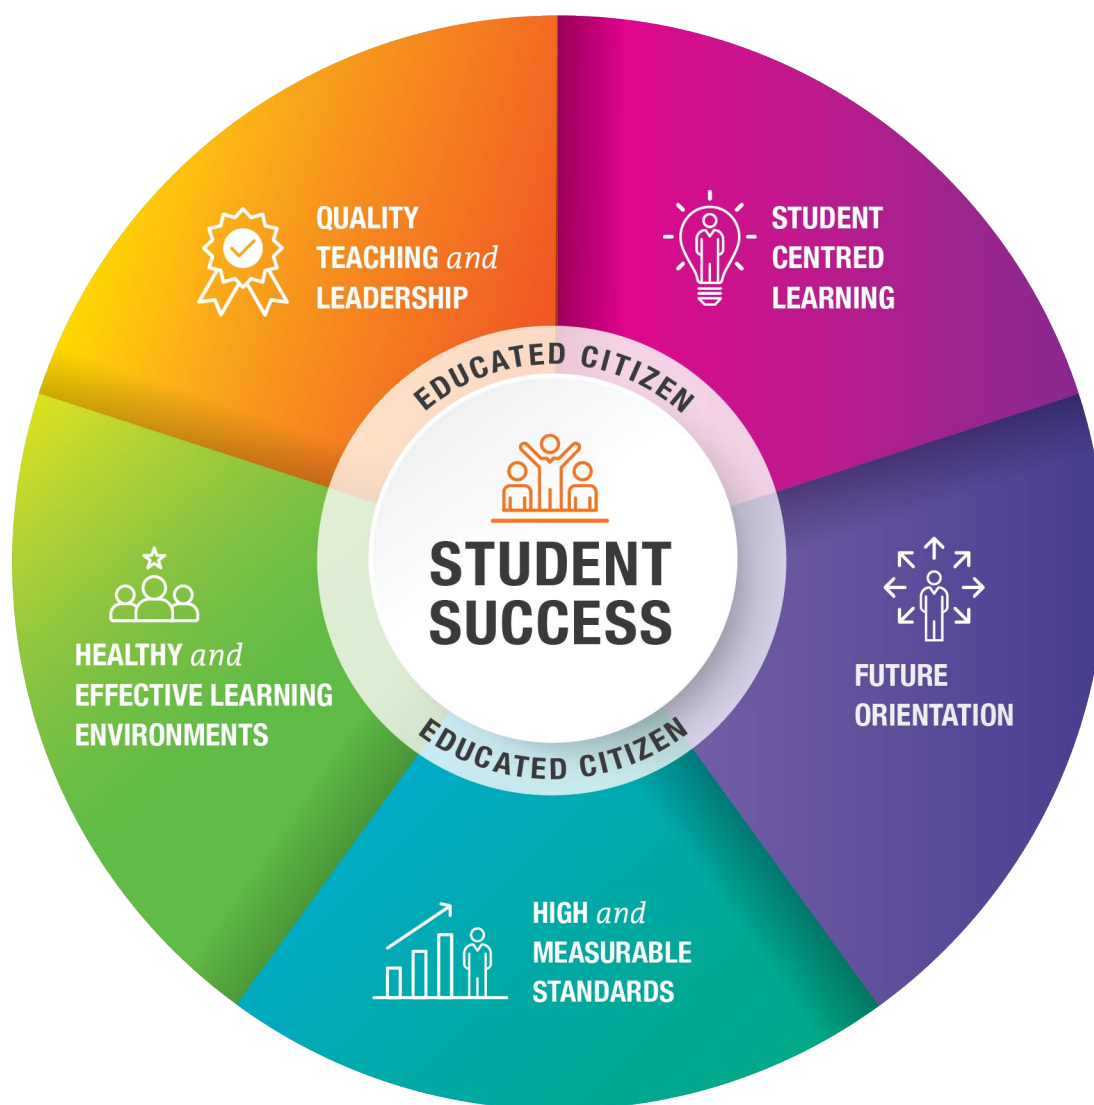 QUALITY
TEACHING and
LEADERSHIP
STUDENT
CENTRED
LEARNING
EDUCATED CITIZEN
STUDENT
SUCCESS
HEALTHY and
EFFECTIVE LEARNING
ENVIRONMENTS
FUTURE
ORIENTATION
EDUCATED CITIZEN
HIGH and
MEASURABLE
STANDARDS